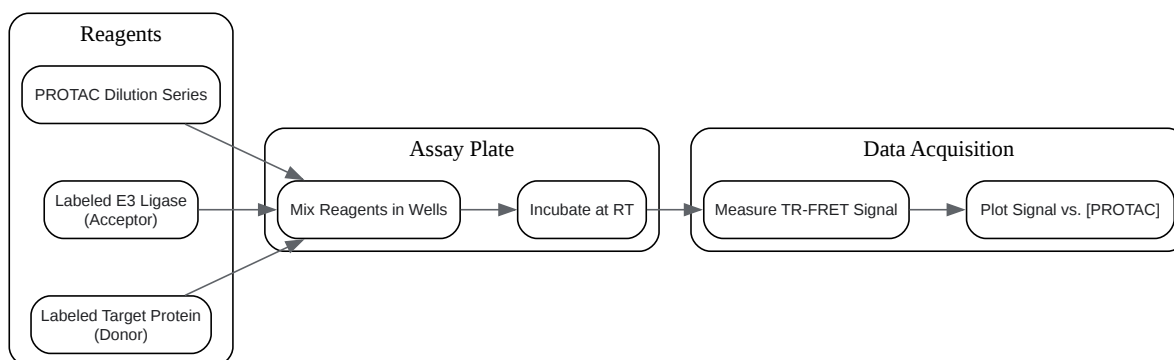 Reagents
PROTAC Dilution Series
Labeled E3 Ligase
(Acceptor)
Labeled Target Protein
(Donor)
Assay Plate
Mix Reagents in Wells
Incubate at RT
Data Acquisition
Measure TR-FRET Signal
Plot Signal vs. [PROTAC]